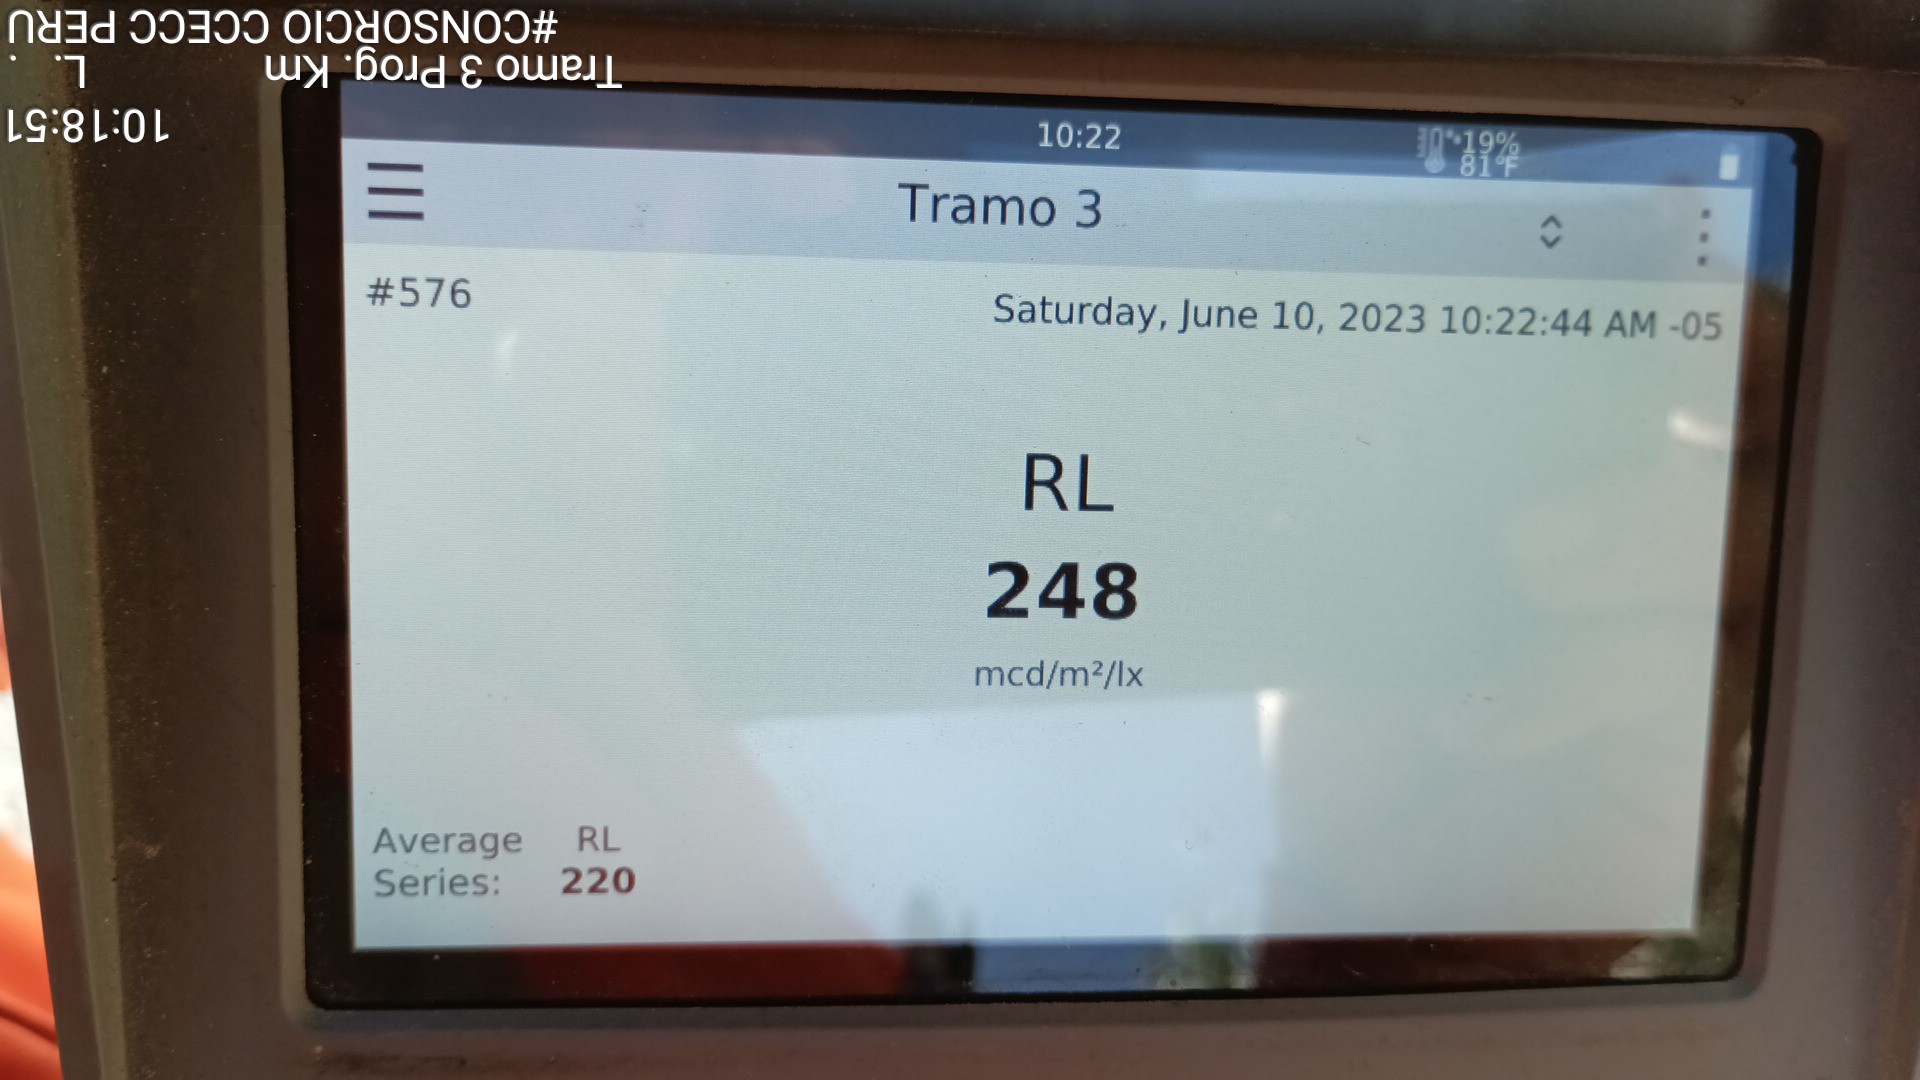 10:22
19%
81°F
Tramo 3
#576
Saturday, June 10, 2023 10:22:44 AM -05
RL
248
mcd/m²/lx
Average RL
Series: 220
10:18:51
Tramo 3 Prog. Km L. .
#CONSORCIO CCECC PERU